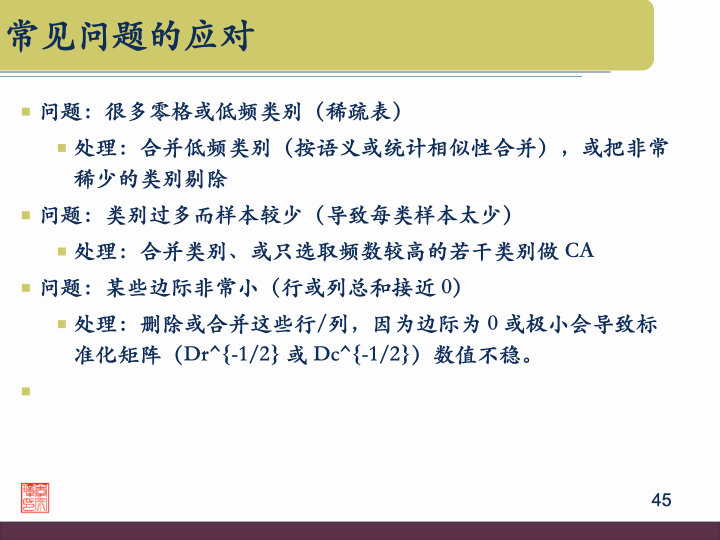 常见问题的应对
问题：很多零格或低频类别（稀疏表）
处理：合并低频类别（按语义或统计相似性合并），或把非常
稀少的类别剔除
问题：类别过多而样本较少（导致每类样本太少）
处理：合并类别、或只选取频数较高的若干类别做 CA
问题：某些边际非常小（行或列总和接近 0）
处理：删除或合并这些行/列，因为边际为 0 或极小会导致标
准化矩阵（Dr^{-1/2} 或 Dc^{-1/2}）数值不稳。
45